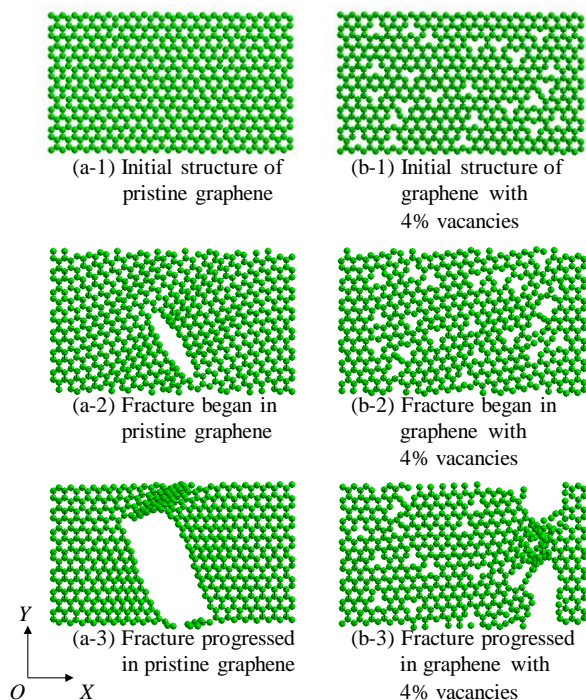 (a-1) Initial structure of
pristine graphene
(b-1) Initial structure of
graphene with
4% vacancies
(a-2) Fracture began in
pristine graphene
(b-2) Fracture began in
graphene with
4% vacancies
(a-3) Fracture progressed
in pristine graphene
(b-3) Fracture progressed
in graphene with
4% vacancies
Y
O
X